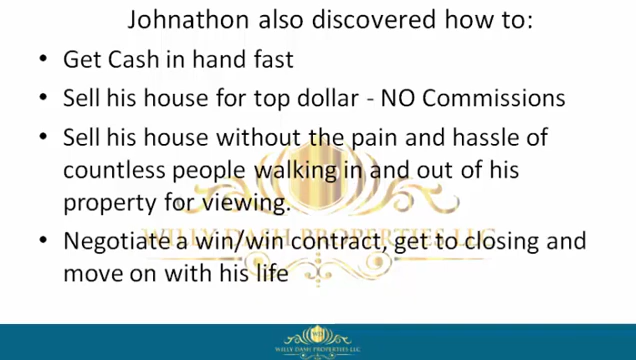 Johnathon also discovered how to:
• Get Cash in hand fast
• Sell his house for top dollar - NO Commissions
• Sell his house without the pain and hassle of
countless people walking in and out of his
property for viewing.
WILLY DASH PROPERTIES LLC
• Negotiate a win/win contract, get to closing and
move on with his life
WILLY DASH PROPERTIES LLC